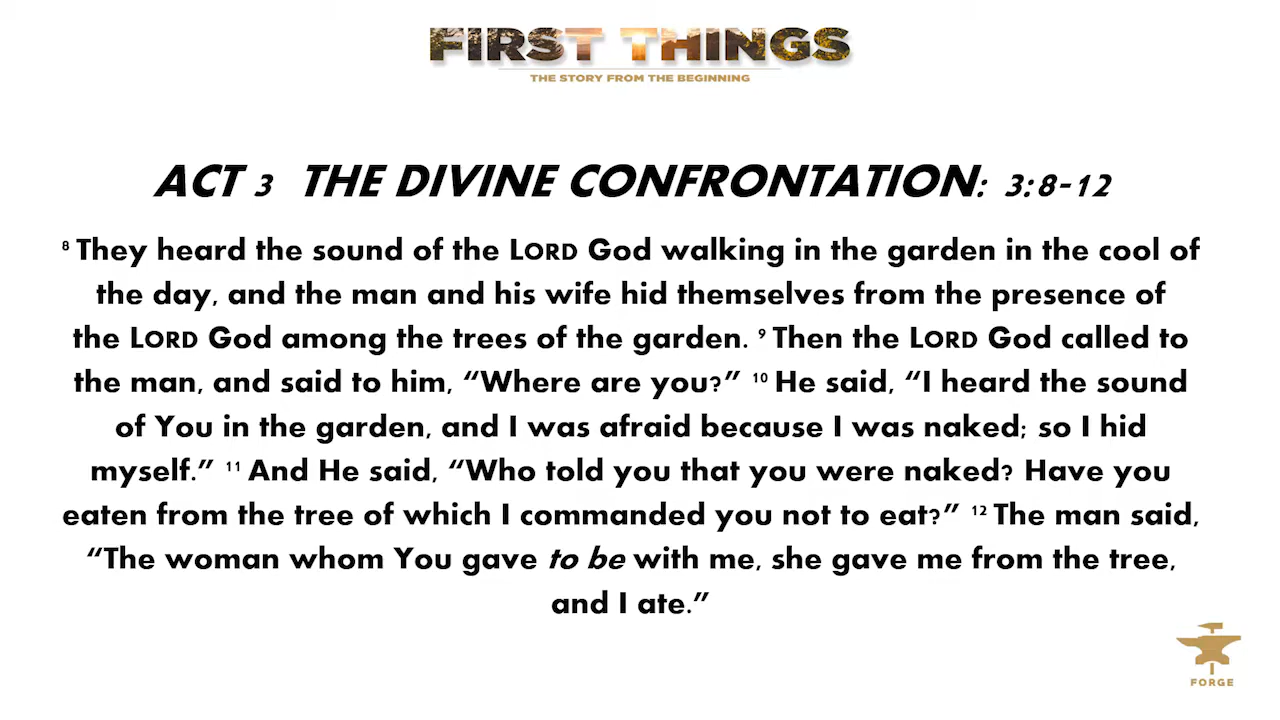 FIRST THINGS
THE STORY FROM THE BEGINNING
ACT 3 THE DIVINE CONFRONTATION: 3:8-12
8 They heard the sound of the LORD God walking in the garden in the cool of
the day, and the man and his wife hid themselves from the presence of
the LORD God among the trees of the garden. 9 Then the LORD God called to
the man, and said to him, “Where are you?” 10 He said, “I heard the sound
of You in the garden, and I was afraid because I was naked; so I hid
myself.” 11 And He said, “Who told you that you were naked? Have you
eaten from the tree of which I commanded you not to eat?” 12 The man said,
“The woman whom You gave to be with me, she gave me from the tree,
and I ate.”
FORGE